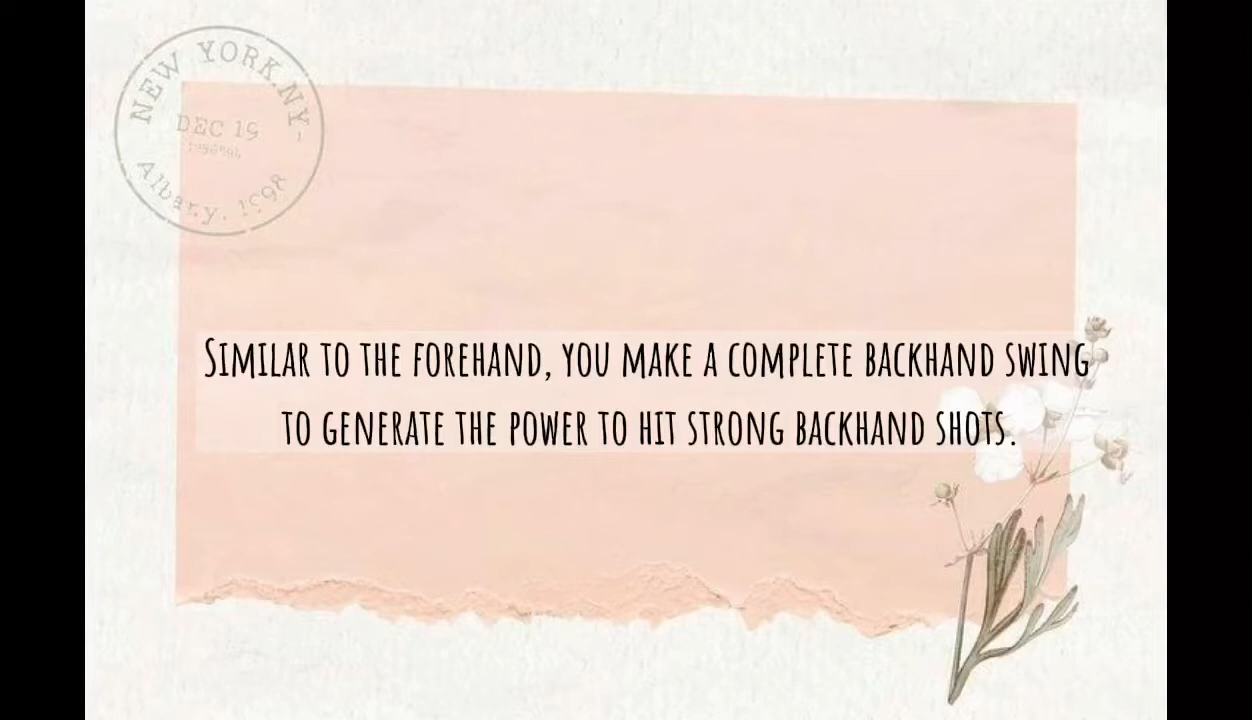 NEW YORK.NY-
DEC 19
Albany, 1998
SIMILAR TO THE FOREHAND, YOU MAKE A COMPLETE BACKHAND SWING
TO GENERATE THE POWER TO HIT STRONG BACKHAND SHOTS.